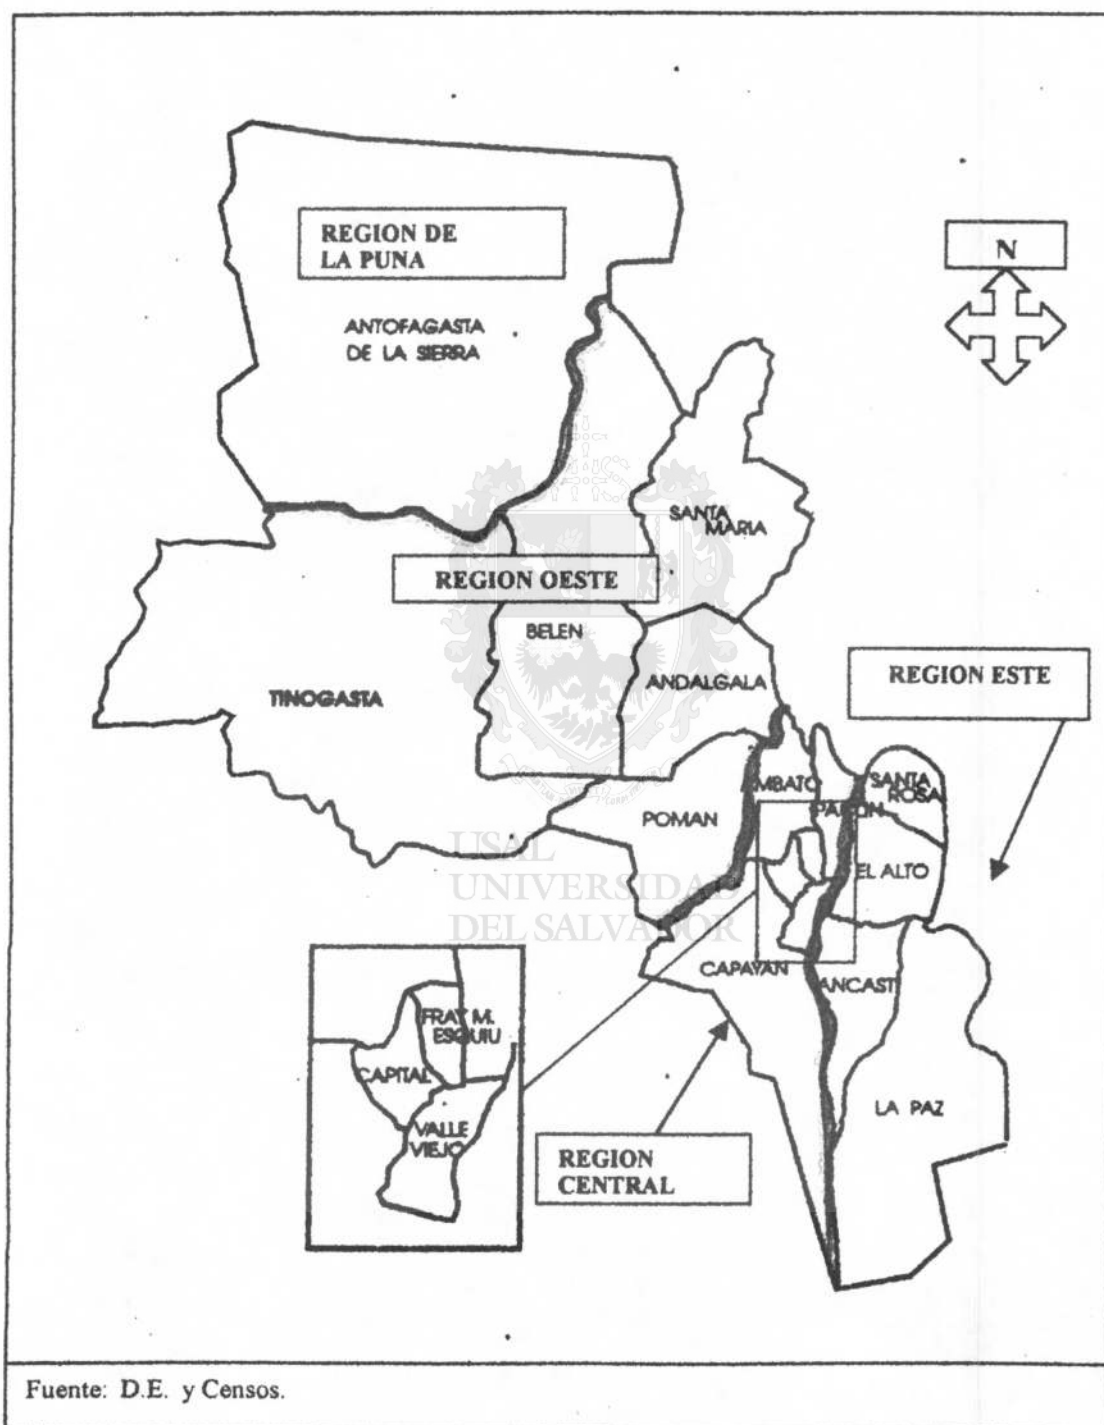 REGION DE
LA PUNA
N
ANTOFAGASTA
DE LA SIERRA
SANTA
MARIA
REGION OESTE
BELEN
TINOGASTA
ANDALGALA
REGION ESTE
SANTA
ROSA
MBATO
POMAN
EL ALTO
USAL
UNIVERSIDAD
DEL SALVADOR
CAPAYAN
ANCAST
FRAY M.
ESQUIU
CAPITAL
VALLE
VIEJO
LA PAZ
REGION
CENTRAL
Fuente: D.E. y Censos.